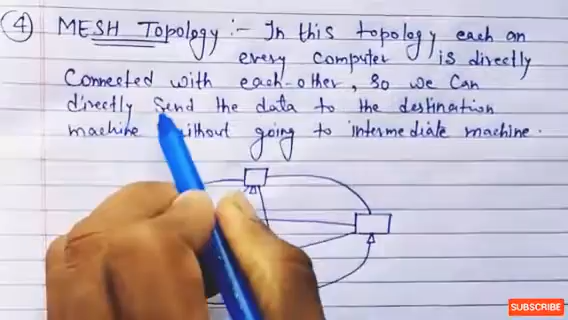 4 MESH Topology :- In this topology each an
every computer is directly
Connected with each-other, so we can
directly Send the data to the destination
machine without going to intermediate machine.
SUBSCRIBE